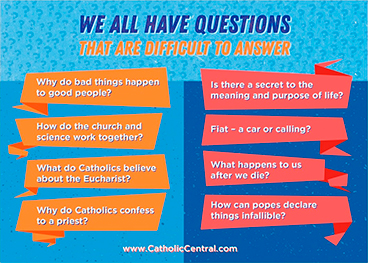 WE ALL HAVE QUESTIONS
THAT ARE DIFFICULT TO ANSWER
Why do bad things happen
to good people?
How do the church and
science work together?
What do Catholics believe
about the Eucharist?
Why do Catholics confess
to a priest?
Is there a secret to the
meaning and purpose of life?
Fiat – a car or calling?
What happens to us
after we die?
How can popes declare
things infallible?
www.CatholicCentral.com